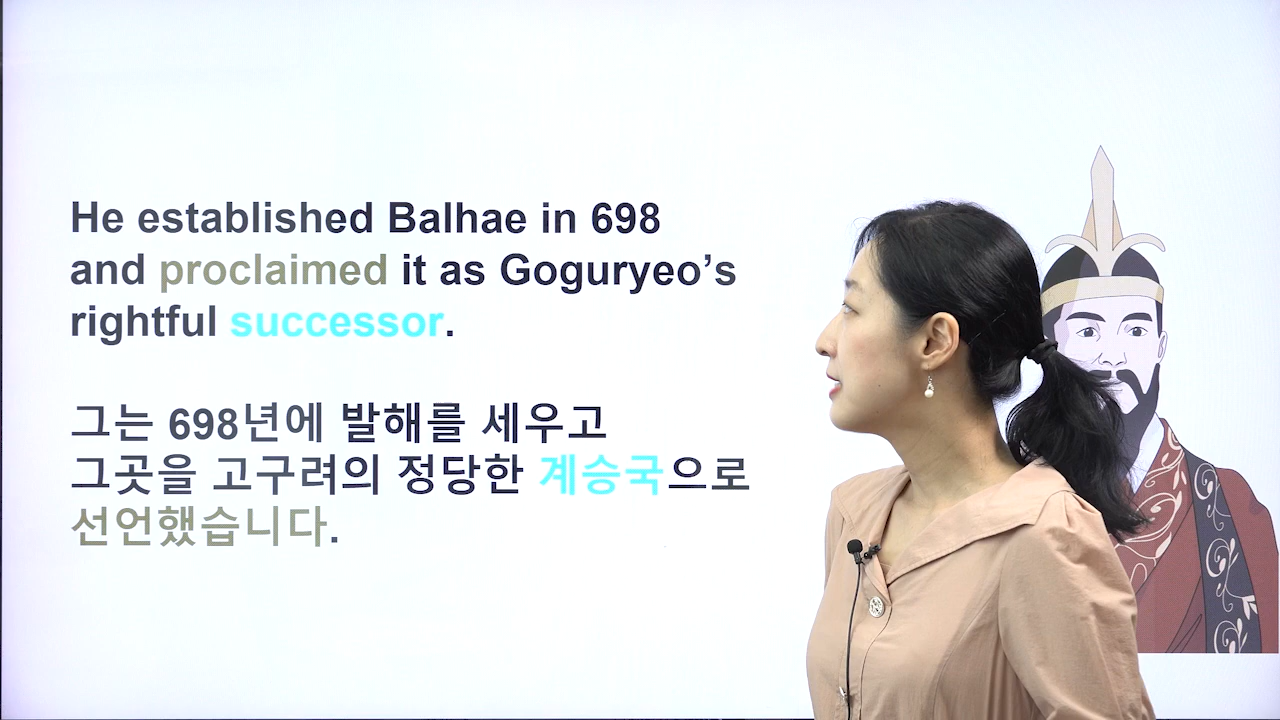 He established Balhae in 698
and proclaimed it as Goguryeo’s
rightful successor.
그는 698년에 발해를 세우고
그곳을 고구려의 정당한 계승국으로
선언했습니다.